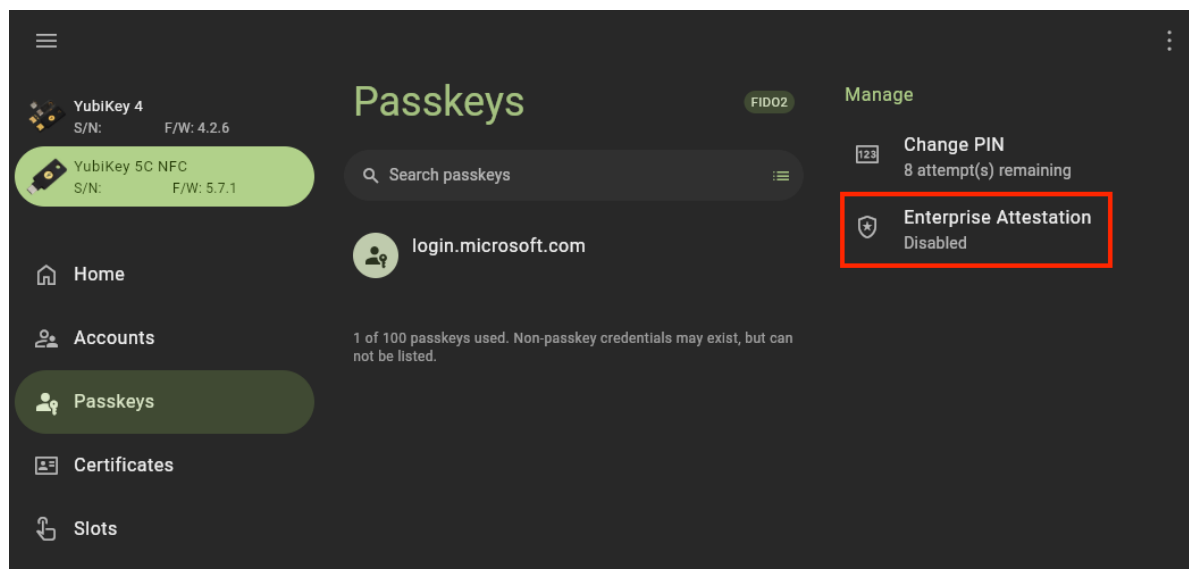 YubiKey 4
S/N: F/W: 4.2.6
YubiKey 5C NFC
S/N: F/W: 5.7.1
Home
Accounts
Passkeys
Certificates
Slots
Passkeys
FIDO2
Search passkeys
login.microsoft.com
1 of 100 passkeys used. Non-passkey credentials may exist, but can
not be listed.
Manage
123
Change PIN
8 attempt(s) remaining
Enterprise Attestation
Disabled